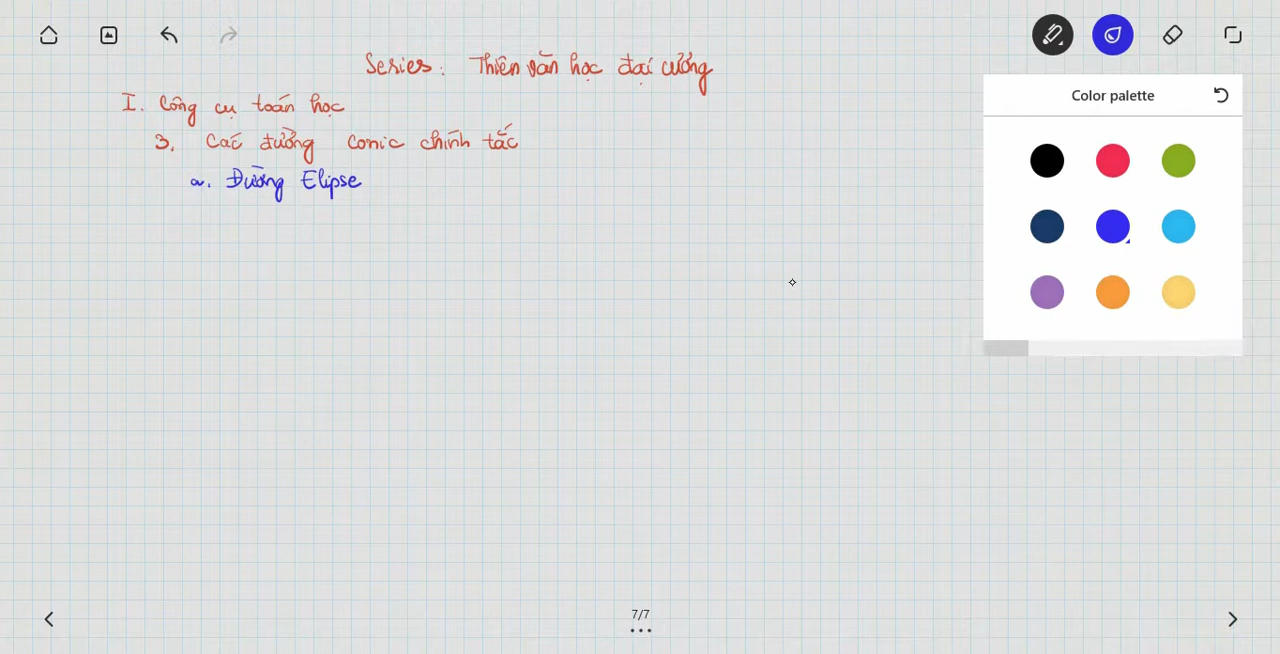 Series: Thiên văn học đại cương
I. Công cụ toán học
3. Các đường conic chính tắc
a. Đường Elipse
Color palette
7/7